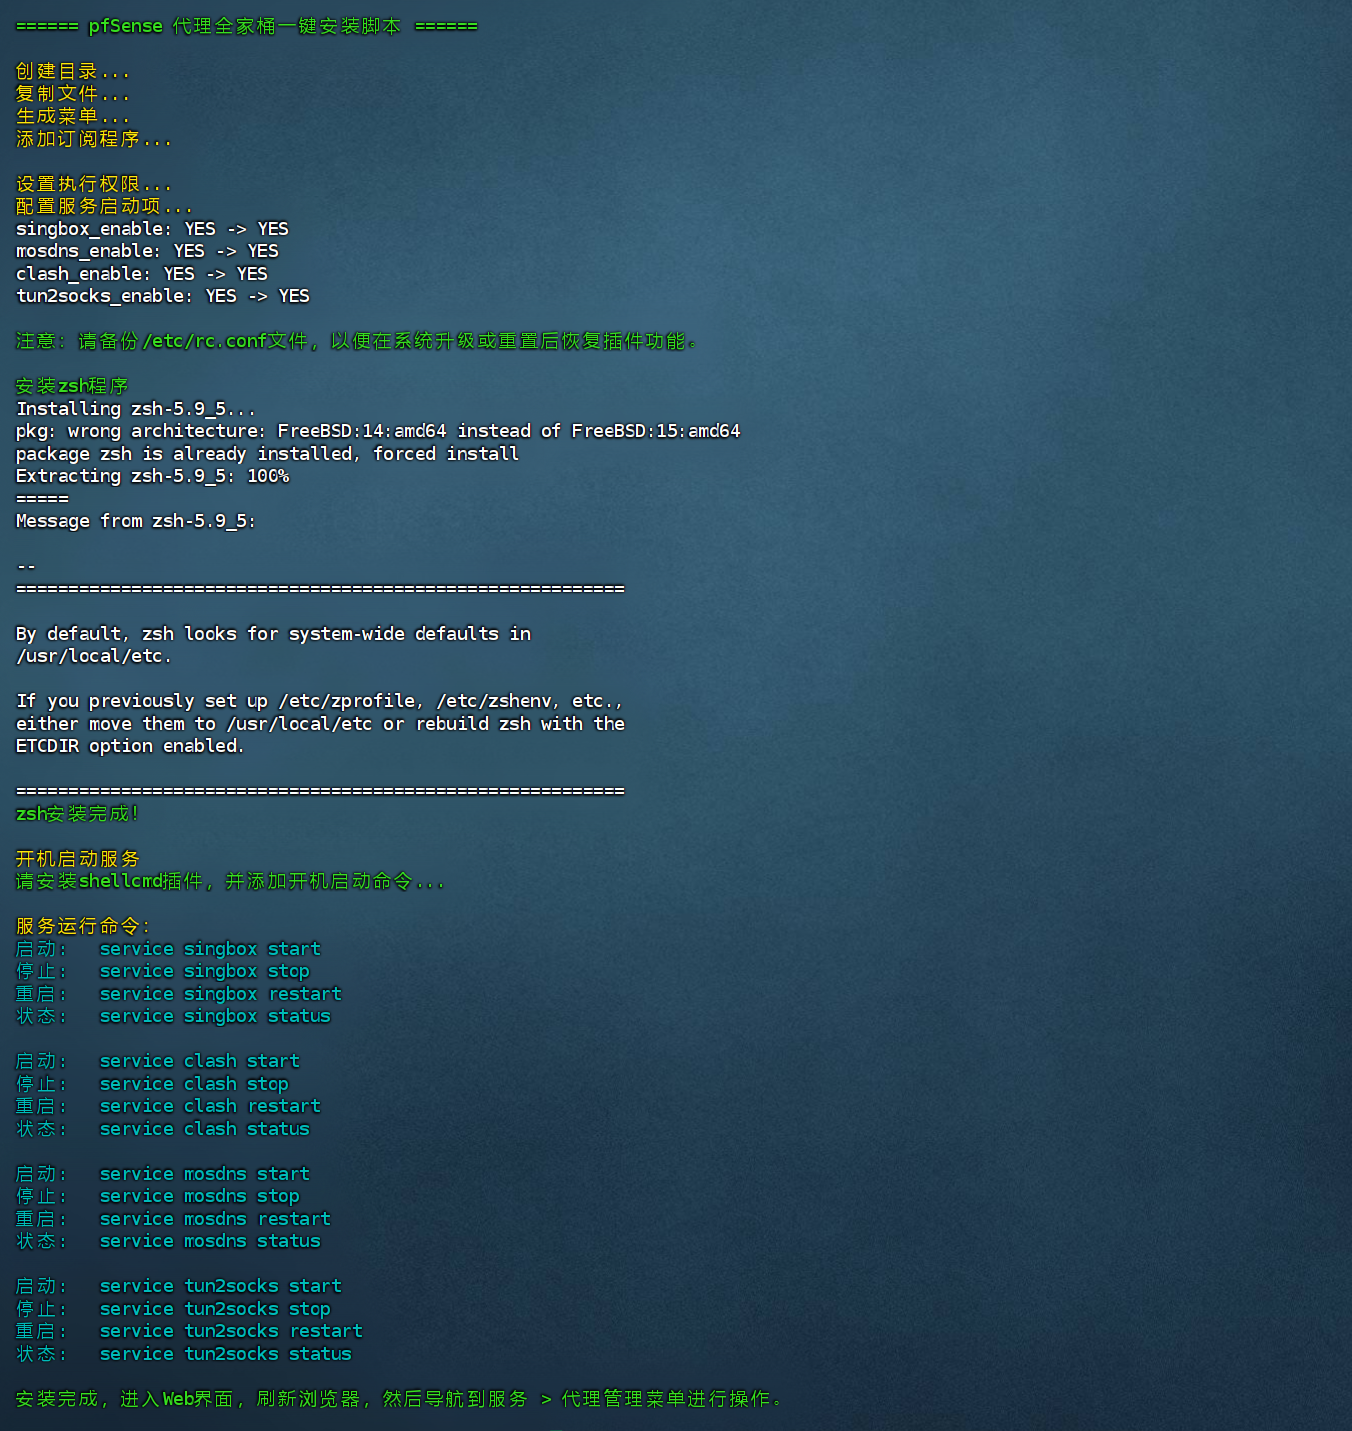 ====== pfSense 代理全家桶一键安装脚本 ======
创建目录...
复制文件...
生成菜单...
添加订阅程序...
设置执行权限...
配置服务启动项...
singbox_enable: YES -> YES
mosdns_enable: YES -> YES
clash_enable: YES -> YES
tun2socks_enable: YES -> YES
注意：请备份/etc/rc.conf文件，以便在系统升级或重置后恢复插件功能。
安装zsh程序
Installing zsh-5.9_5...
pkg: wrong architecture: FreeBSD:14:amd64 instead of FreeBSD:15:amd64
package zsh is already installed, forced install
Extracting zsh-5.9_5: 100%
=====
Message from zsh-5.9_5:
--
==========================================================
By default, zsh looks for system-wide defaults in
/usr/local/etc.
If you previously set up /etc/zprofile, /etc/zshenv, etc.,
either move them to /usr/local/etc or rebuild zsh with the
ETCDIR option enabled.
==========================================================
zsh安装完成！
开机启动服务
请安装shellcmd插件，并添加开机启动命令...
服务运行命令：
启动： service singbox start
停止： service singbox stop
重启： service singbox restart
状态： service singbox status
启动： service clash start
停止： service clash stop
重启： service clash restart
状态： service clash status
启动： service mosdns start
停止： service mosdns stop
重启： service mosdns restart
状态： service mosdns status
启动： service tun2socks start
停止： service tun2socks stop
重启： service tun2socks restart
状态： service tun2socks status
安装完成，进入Web界面，刷新浏览器，然后导航到服务 > 代理管理菜单进行操作。